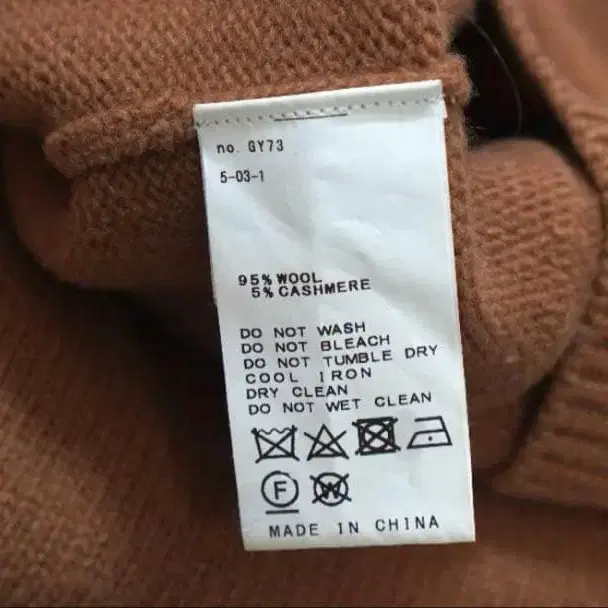 no. GY73
5-03-1
95% WOOL
5% CASHMERE
DO NOT WASH
DO NOT BLEACH
DO NOT TUMBLE DRY
COOL IRON
DRY CLEAN
DO NOT WET CLEAN
F W
MADE IN CHINA